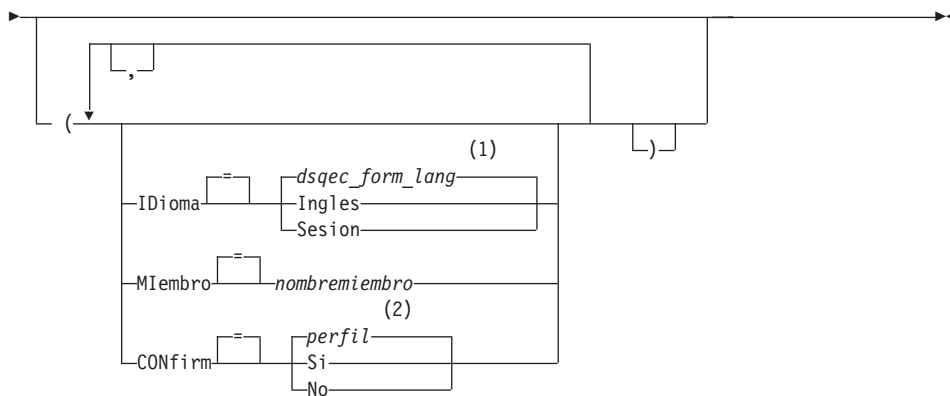 ,
(
)
(1)
=
dsqec_form_lang
IDioma
Ingles
Sesion
=
MIembro
nombremiembro
(2)
=
perfil
CONfirm
Si
No